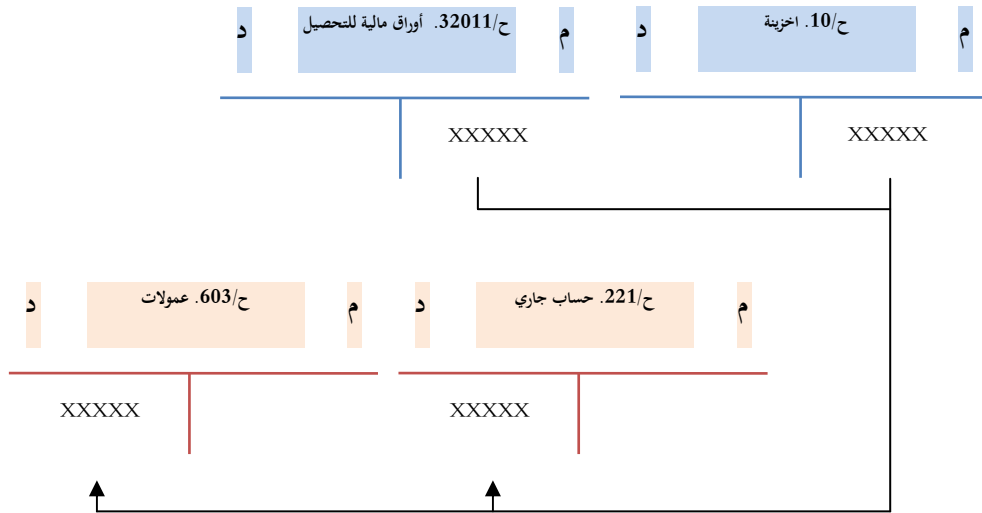 م ح/10. اخزينة د
م ح/32011. أوراق مالية للتحصيل د
XXXXX
XXXXX
م ح/221. حساب جاري د
م ح/603. عمولات د
XXXXX
XXXXX